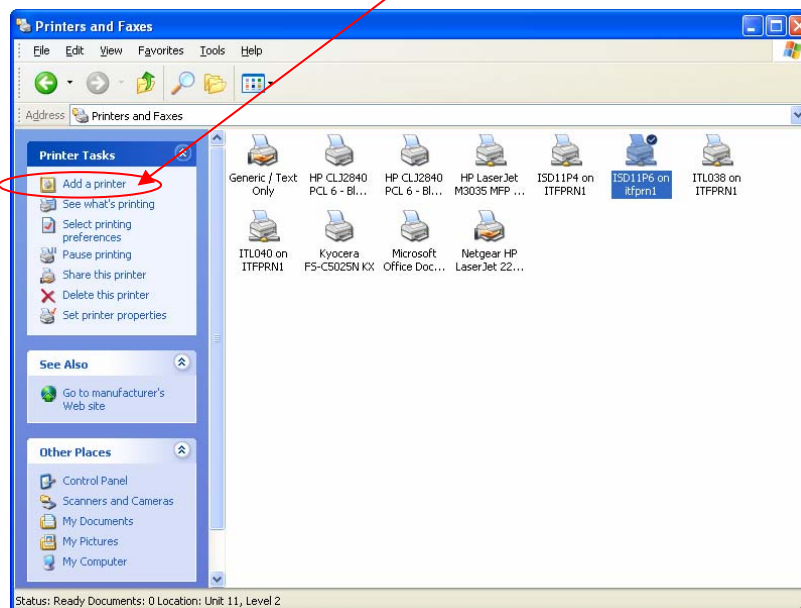 Printers and Faxes
File Edit View Favorites Tools Help
Address Printers and Faxes
Printer Tasks
Add a printer
See what's printing
Select printing
preferences
Pause printing
Share this printer
Delete this printer
Set printer properties
See Also
Go to manufacturer's
Web site
Other Places
Control Panel
Scanners and Cameras
My Documents
My Pictures
My Computer
Generic / Text
Only
HP CLJ2840
PCL 6 - Bl...
HP CLJ2840
PCL 6 - Bl...
HP LaserJet
M3035 MFP ...
ISD11P4 on
ITFPRN1
ISD11P6 on
itfprn1
ITL038 on
ITFPRN1
ITL040 on
ITFPRN1
Kyocera
FS-C5025N KX
Microsoft
Office Doc...
Netgear HP
LaserJet 22...
Status: Ready Documents: 0 Location: Unit 11, Level 2